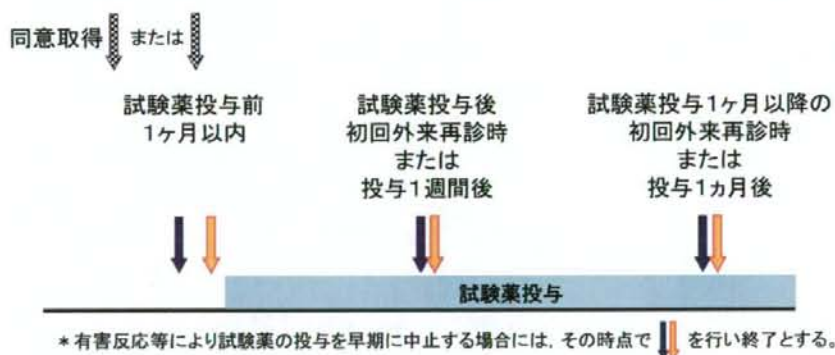 同意取得 または
試験薬投与前
1ヶ月以内
試験薬投与後
初回外来再診時
または
投与1週間後
試験薬投与1ヶ月以降の
初回外来再診時
または
投与1ヵ月後
試験薬投与
*有害反応等により試験薬の投与を早期に中止する場合には,その時点で を行い終了とする。